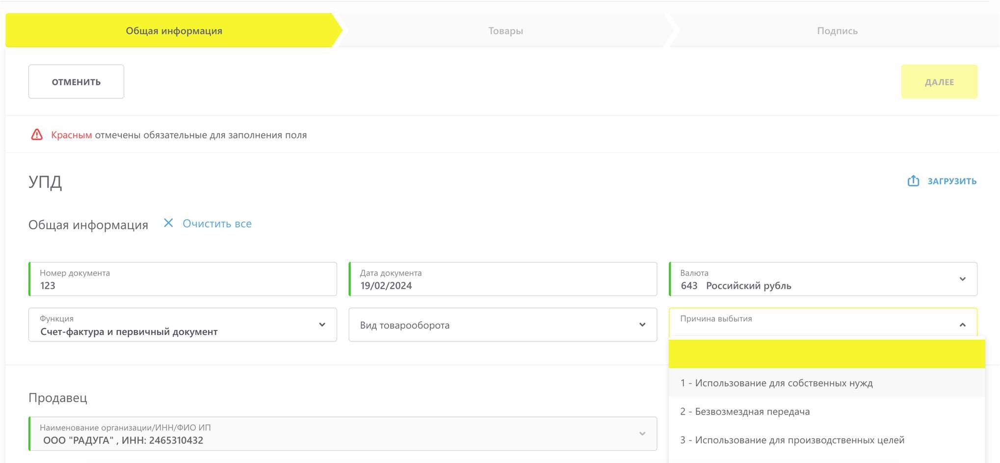 Общая информация
Товары
Подпись
ОТМЕНИТЬ
ДАЛЕЕ
Красным отмечены обязательные для заполнения поля
УПД
ЗАГРУЗИТЬ
Общая информация
Очистить все
Номер документа
123
Дата документа
19/02/2024
Валюта
643 Российский рубль
Функция
Счет-фактура и первичный документ
Вид товарооборота
Причина выбытия
1 - Использование для собственных нужд
2 - Безвозмездная передача
3 - Использование для производственных целей
Продавец
Наименование организации/ИНН/ФИО ИП
ООО "РАДУГА" , ИНН: 2465310432